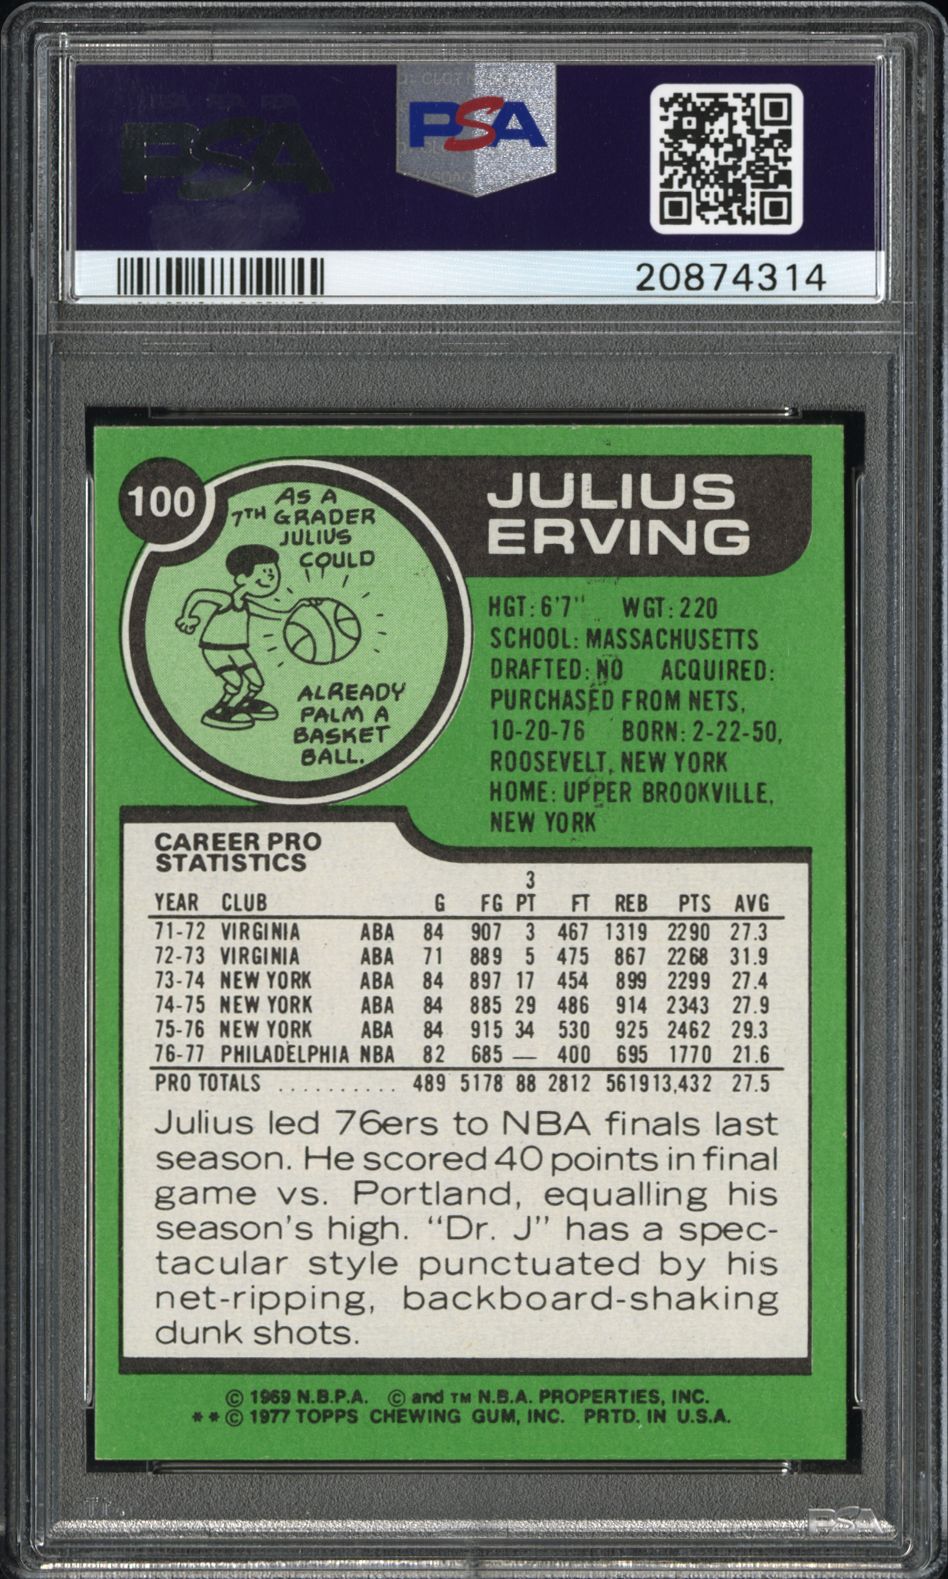 PSA
PSA
20874314
100
AS A
7TH GRADER
JULIUS
COULD
ALREADY
PALM A
BASKET
BALL.
JULIUS
ERVING
HGT: 6'7" WGT: 220
SCHOOL: MASSACHUSETTS
DRAFTED: NO ACQUIRED:
PURCHASED FROM NETS,
10-20-76 BORN: 2-22-50,
ROOSEVELT, NEW YORK
HOME: UPPER BROOKVILLE,
NEW YORK
CAREER PRO
STATISTICS
3
YEAR CLUB G FG PT FT REB PTS AVG
71-72 VIRGINIA ABA 84 907 3 467 1319 2290 27.3
72-73 VIRGINIA ABA 71 889 5 475 867 2268 31.9
73-74 NEW YORK ABA 84 897 17 454 899 2299 27.4
74-75 NEW YORK ABA 84 885 29 486 914 2343 27.9
75-76 NEW YORK ABA 84 915 34 530 925 2462 29.3
76-77 PHILADELPHIA NBA 82 685 — 400 695 1770 21.6
PRO TOTALS .......... 489 5178 88 2812 5619 13,432 27.5
Julius led 76ers to NBA finals last
season. He scored 40 points in final
game vs. Portland, equalling his
season's high. "Dr. J" has a spec-
tacular style punctuated by his
net-ripping, backboard-shaking
dunk shots.
© 1969 N.B.P.A. © and TM N.B.A. PROPERTIES, INC.
** © 1977 TOPPS CHEWING GUM, INC. PRTD. IN U.S.A.
PSA